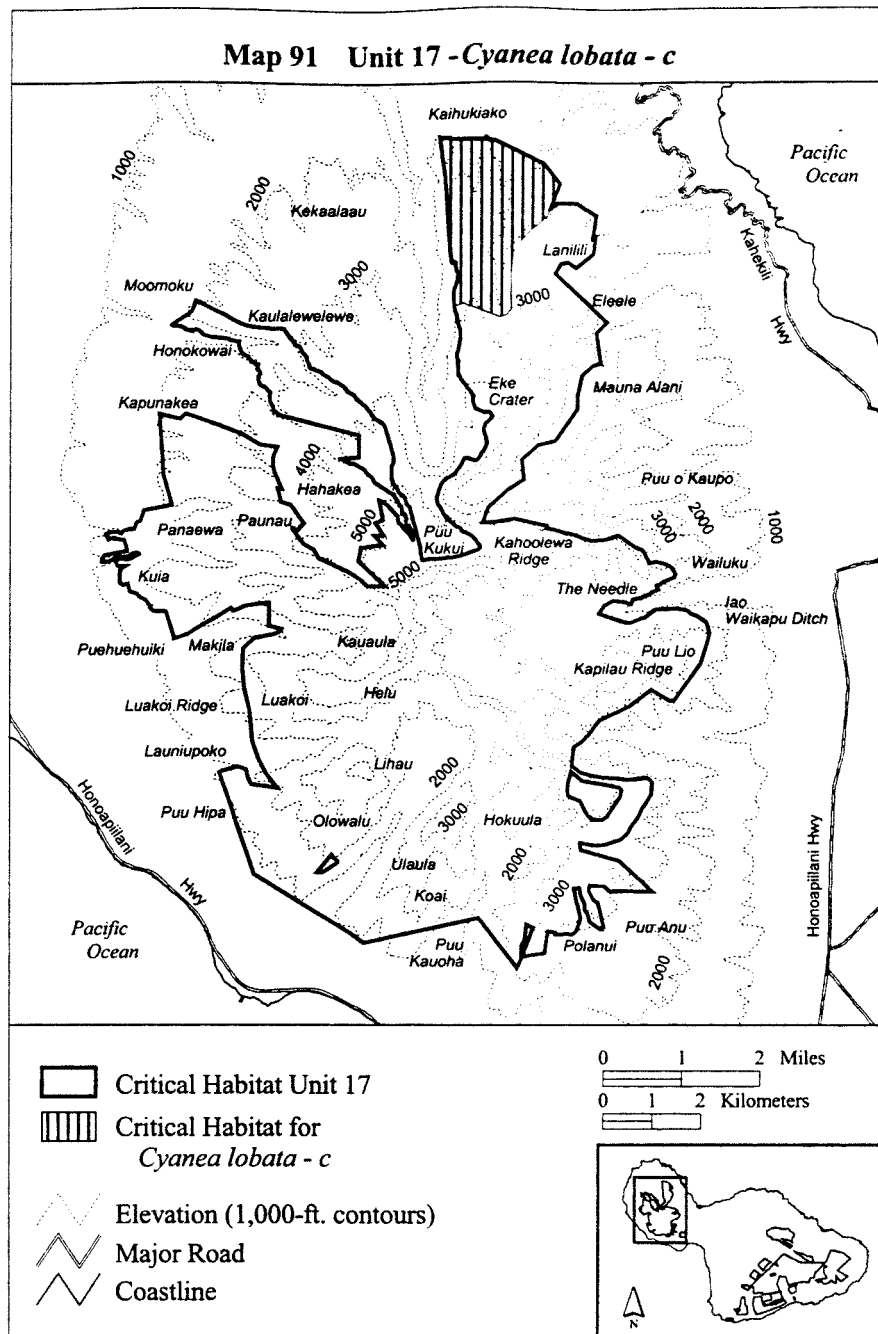 Map 91 Unit 17 - Cyanea lobata - c
Kaihukiako
Pacific
Ocean
1000
2000
Kekaalaau
Kahekili
Hwy
Lanilili
3000
Moomoku
3000
Eleele
Kaulalewelewe
Honokowai
Eke
Crater
Mauna Alani
Kapunakea
4000
Hahakea
Puu o Kaupo
5000
3000
2000
1000
Panaewa
Paunau
Puu
Kukui
Kahoolewa
Ridge
Wailuku
5000
Kuia
The Needle
Iao
Waikapu Ditch
Puehuehuiki
Makila
Kauaula
Puu Lio
Kapilau Ridge
Luakoi Ridge
Luakoi
Helu
Launiupoko
Lihau
2000
Honoapiilani
Hwy
Puu Hipa
Olowalu
3000
Hokuula
Honoapiilani Hwy
Ulaula
2000
Koai
3000
Pacific
Ocean
Puu
Kauoha
Polanui
Puu Anu
2000
Critical Habitat Unit 17
Critical Habitat for
Cyanea lobata - c
Elevation (1,000-ft. contours)
Major Road
Coastline
0 1 2 Miles
0 1 2 Kilometers
N